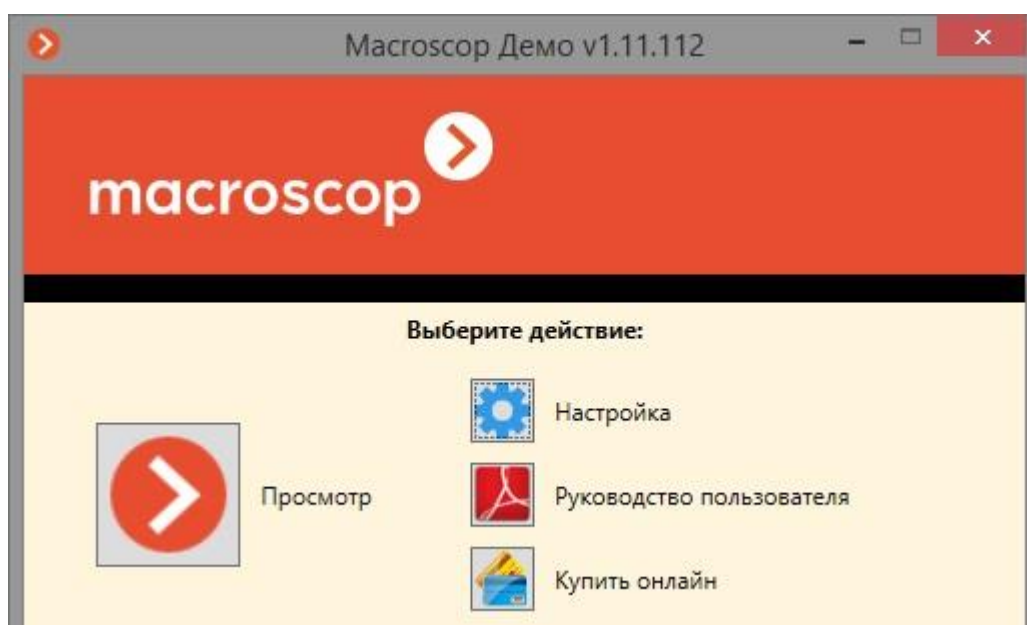 Macroscop Демо v1.11.112
macroscop
Выберите действие:
Настройка
Просмотр
Руководство пользователя
Купить онлайн